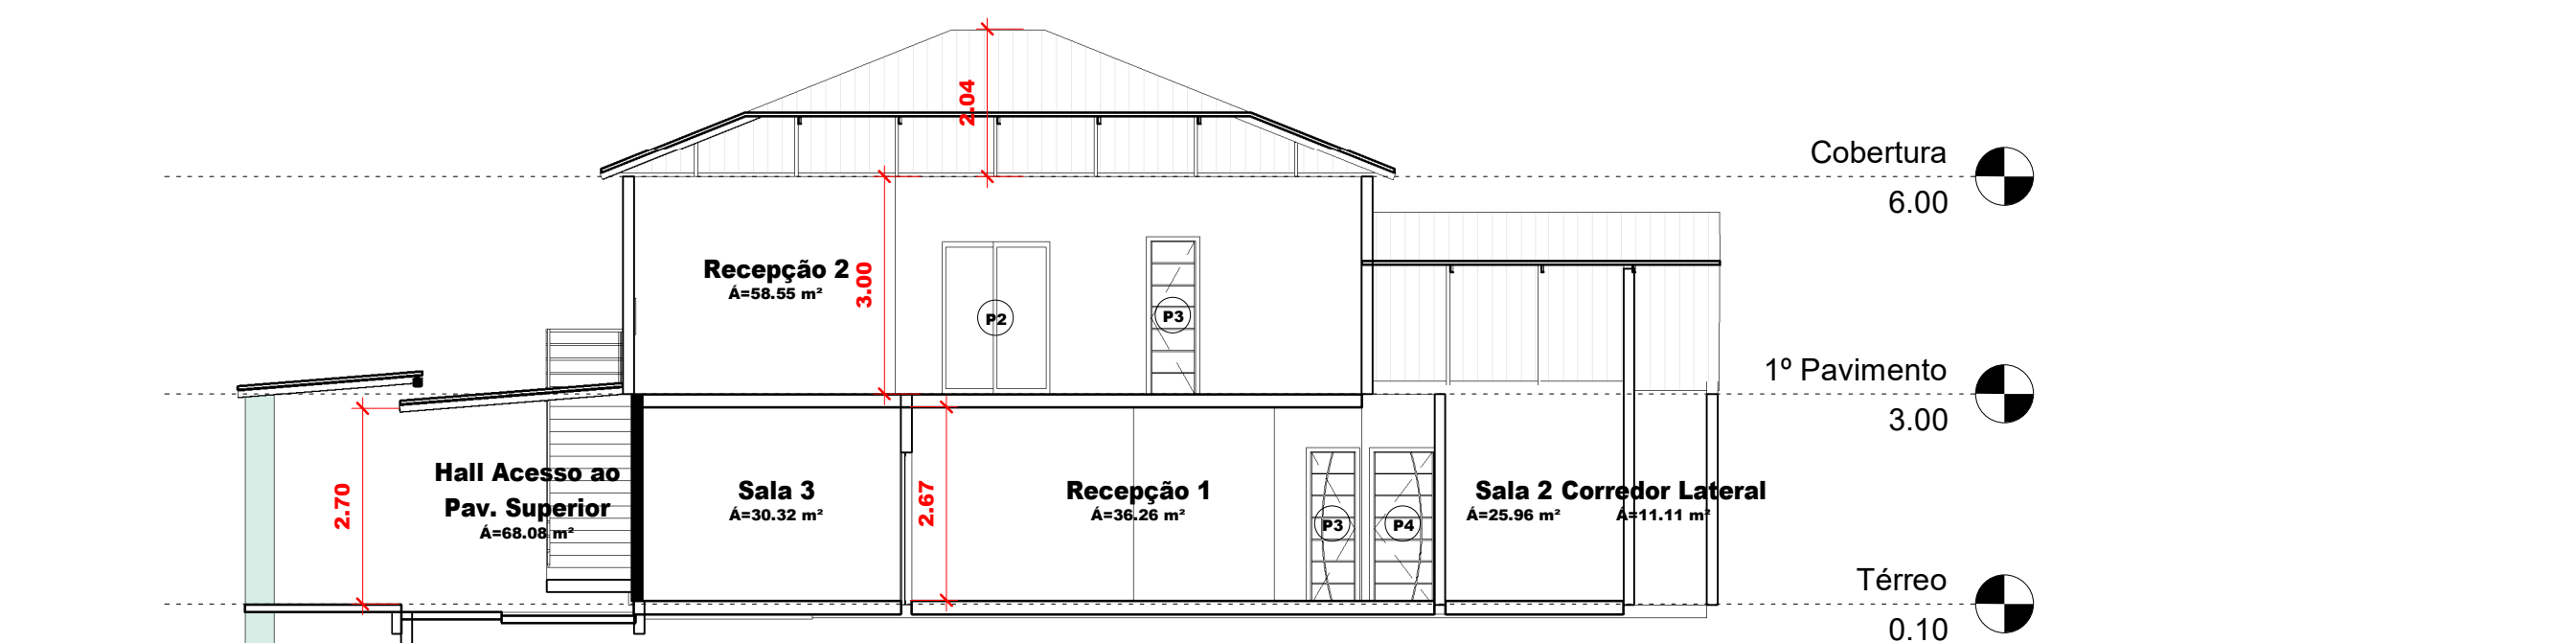 2.04
Cobertura
6.00
Recepção 2
Á=58.55 m²
3.00
P2
P3
1º Pavimento
3.00
Hall Acesso ao
Pav. Superior
Á=68.08 m²
2.70
Sala 3
Á=30.32 m²
2.67
Recepção 1
Á=36.26 m²
P3
P4
Sala 2
Á=25.96 m²
Corredor Lateral
Á=11.11 m²
Térreo
0.10